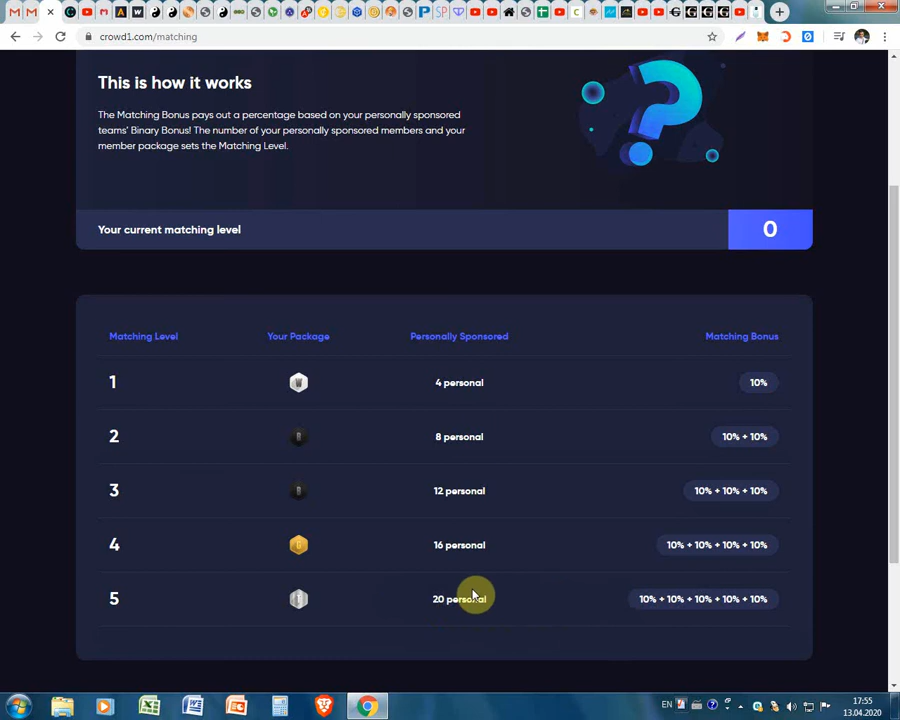 crowd1.com/matching
This is how it works
The Matching Bonus pays out a percentage based on your personally sponsored
teams' Binary Bonus! The number of your personally sponsored members and your
member package sets the Matching Level.
Your current matching level 0
Matching Level Your Package Personally Sponsored Matching Bonus
1 4 personal 10%
2 8 personal 10% + 10%
3 12 personal 10% + 10% + 10%
4 16 personal 10% + 10% + 10% + 10%
5 20 personal 10% + 10% + 10% + 10% + 10%
EN 17:55
13.04.2020